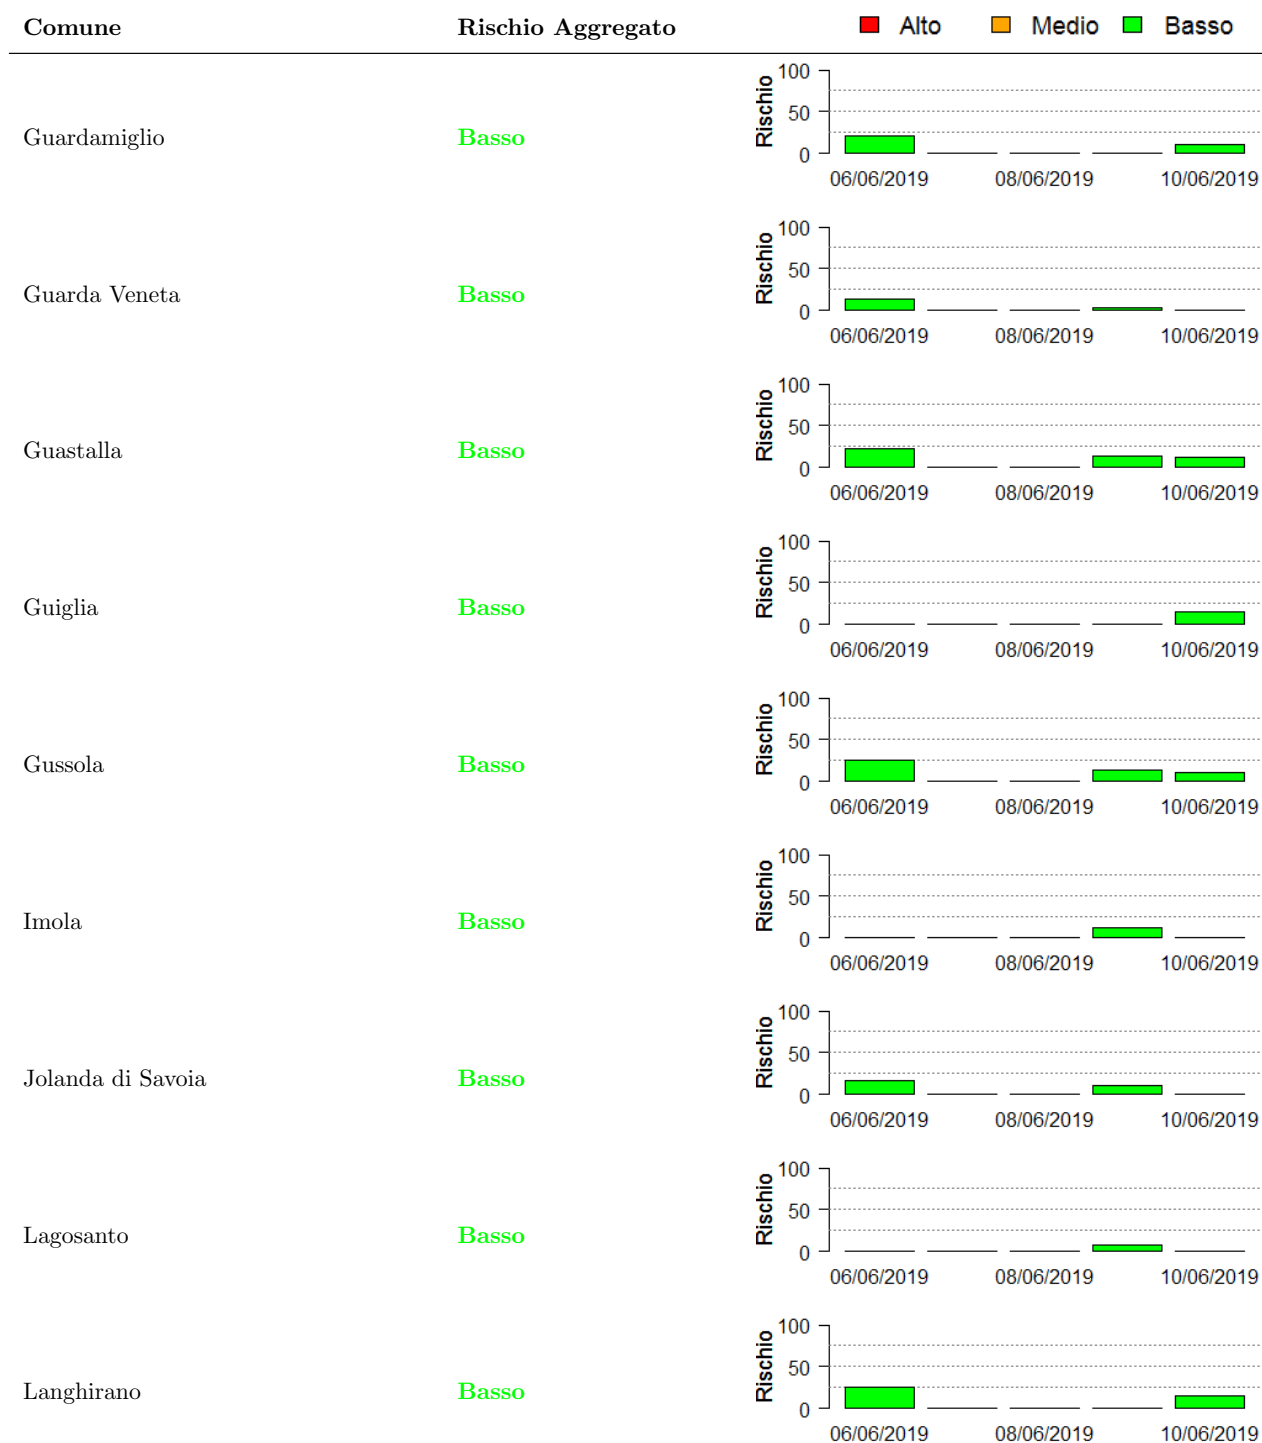 Comune Rischio Aggregato Alto Medio Basso
Guardamiglio Basso
Rischio
100
50
0
06/06/2019 08/06/2019 10/06/2019
Guarda Veneta Basso
Rischio
100
50
0
06/06/2019 08/06/2019 10/06/2019
Guastalla Basso
Rischio
100
50
0
06/06/2019 08/06/2019 10/06/2019
Guiglia Basso
Rischio
100
50
0
06/06/2019 08/06/2019 10/06/2019
Gussola Basso
Rischio
100
50
0
06/06/2019 08/06/2019 10/06/2019
Imola Basso
Rischio
100
50
0
06/06/2019 08/06/2019 10/06/2019
Jolanda di Savoia Basso
Rischio
100
50
0
06/06/2019 08/06/2019 10/06/2019
Lagosanto Basso
Rischio
100
50
0
06/06/2019 08/06/2019 10/06/2019
Langhirano Basso
Rischio
100
50
0
06/06/2019 08/06/2019 10/06/2019